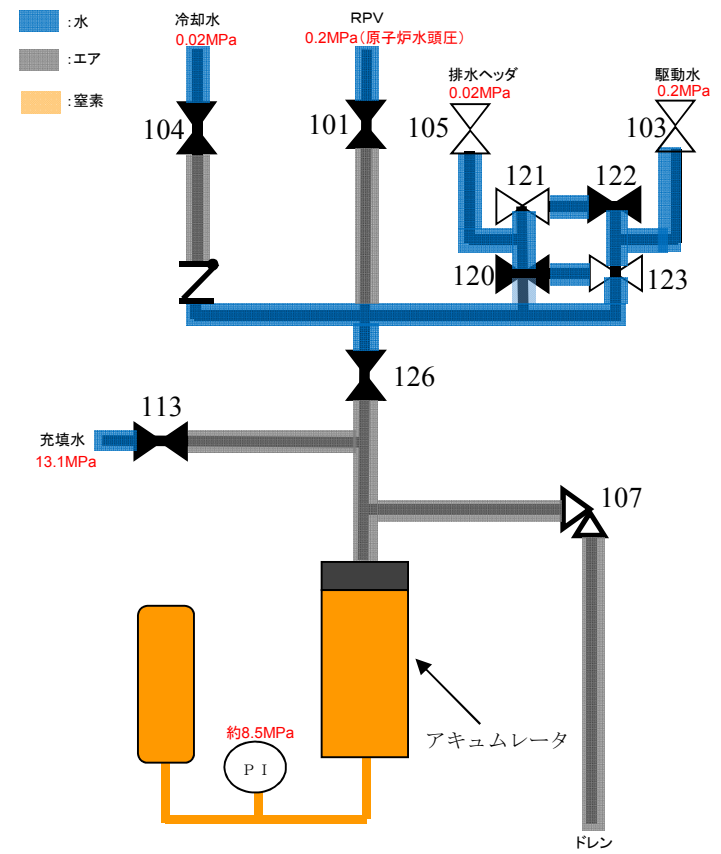 :水
:エア
:窒素
冷却水
0.02MPa
RPV
0.2MPa(原子炉水頭圧)
排水ヘッダ
0.02MPa
駆動水
0.2MPa
104
101
105
103
121
122
120
123
126
113
充填水
13.1MPa
107
約8.5MPa
PI
アキュムレータ
ドレン